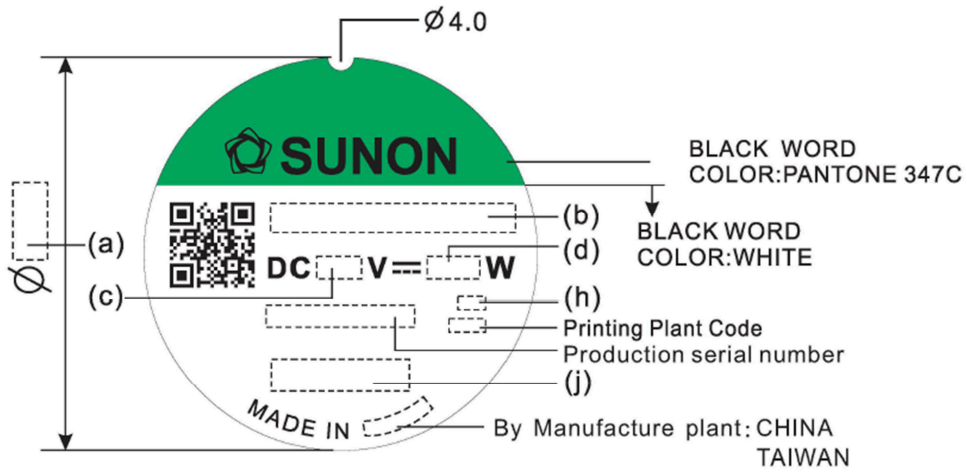 Ø4.0
SUNON
BLACK WORD
COLOR:PANTONE 347C
BLACK WORD
COLOR:WHITE
(a)
Ø
(b)
DC V⎓ W
(d)
(c)
(h)
Printing Plant Code
Production serial number
(j)
MADE IN
By Manufacture plant: CHINA
TAIWAN